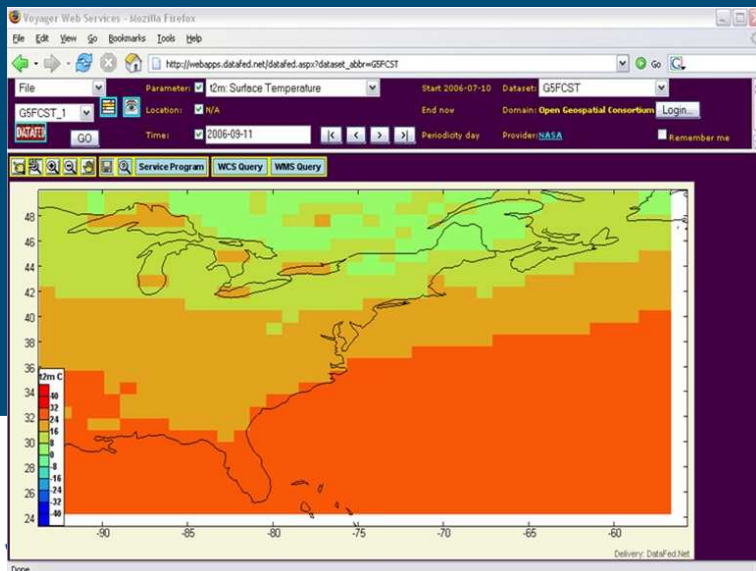 Voyager Web Services - Mozilla Firefox
File Edit View Go Bookmarks Tools Help
http://webapps.datafed.net/datafed.aspx?dataset_abbr=G5FCST Go
File Parameter: t2m: Surface Temperature Start 2006-07-10 Dataset: G5FCST
G5FCST_1 Location: N/A End now Domain: Open Geospatial Consortium Login...
DATAFED GO Time: 2006-09-11 Periodicity day Provider: NASA Remember me
Service Program WCS Query WMS Query
48
46
44
42
40
38
36
34
32
30
28
26
24
t2m C
40
32
24
16
8
0
-8
-16
-24
-32
-40
-90 -85 -80 -75 -70 -65 -60
Delivery: DataFed.Net
Done